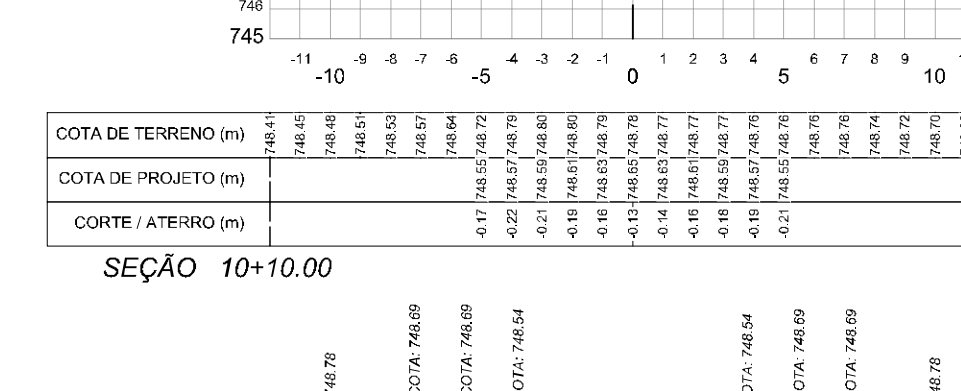 746
745
-11 -9 -8 -7 -6 -4 -3 -2 -1 1 2 3 4 6 7 8 9
-10 -5 0 5 10
COTA DE TERRENO (m) 748.41 748.45 748.48 748.51 748.53 748.57 748.64 748.72 748.79 748.80 748.80 748.79 748.78 748.77 748.77 748.77 748.76 748.76 748.76 748.76 748.74 748.72 748.70
COTA DE PROJETO (m) 748.55 748.57 748.59 748.61 748.63 748.65 748.63 748.61 748.59 748.57 748.55
CORTE / ATERRO (m) -0.17 -0.22 -0.21 -0.19 -0.16 -0.13 -0.14 -0.16 -0.18 -0.19 -0.21
SEÇÃO 10+10.00
748.78
COTA: 748.69
COTA: 748.69
OTA: 748.54
OTA: 748.54
OTA: 748.69
OTA: 748.69
48.78